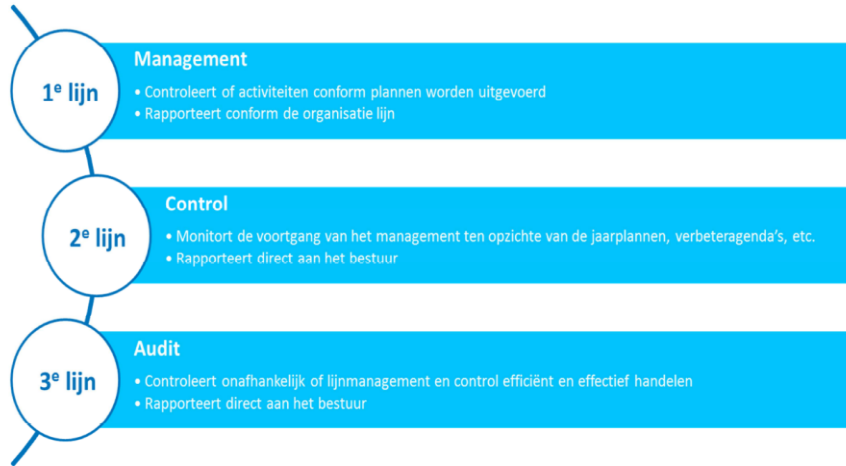 1e lijn
Management
• Controleert of activiteiten conform plannen worden uitgevoerd
• Rapporteert conform de organisatie lijn
2e lijn
Control
• Monitort de voortgang van het management ten opzichte van de jaarplannen, verbeteragenda's, etc.
• Rapporteert direct aan het bestuur
3e lijn
Audit
• Controleert onafhankelijk of lijnmanagement en control efficiënt en effectief handelen
• Rapporteert direct aan het bestuur